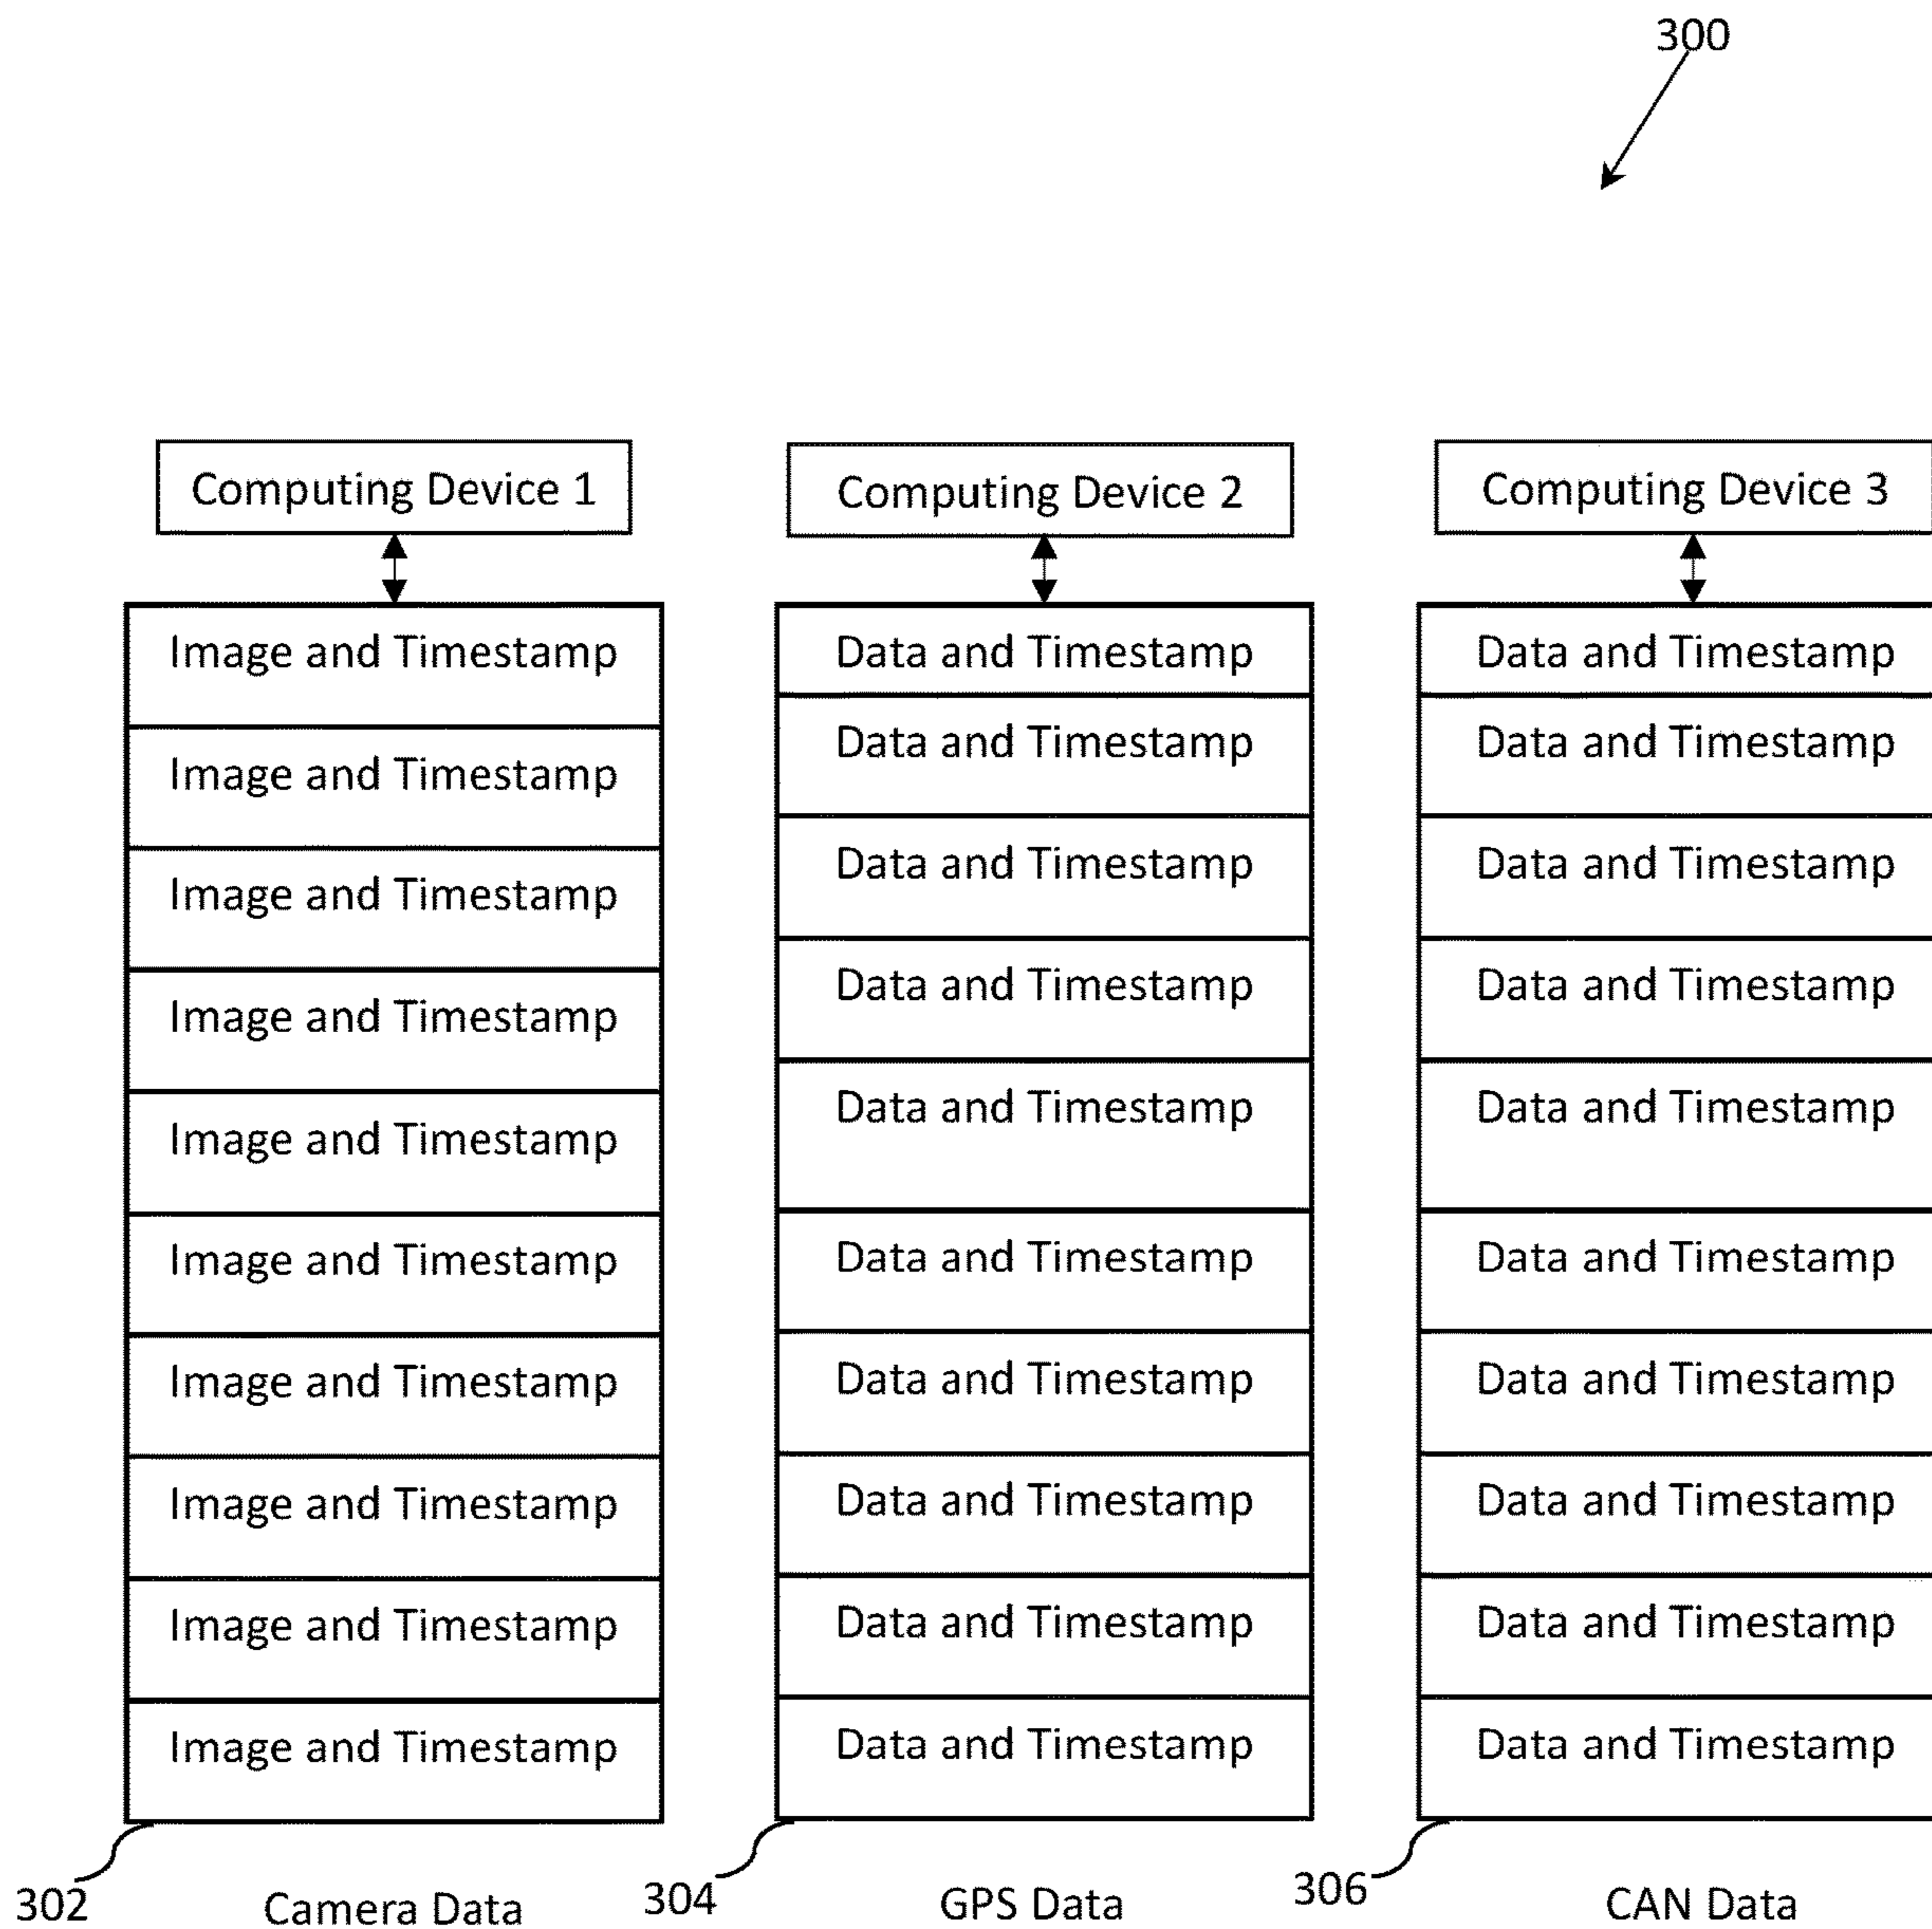 300
Computing Device 1
Computing Device 2
Computing Device 3
Image and Timestamp
Image and Timestamp
Image and Timestamp
Image and Timestamp
Image and Timestamp
Image and Timestamp
Image and Timestamp
Image and Timestamp
Image and Timestamp
Image and Timestamp
302
Camera Data
Data and Timestamp
Data and Timestamp
Data and Timestamp
Data and Timestamp
Data and Timestamp
Data and Timestamp
Data and Timestamp
Data and Timestamp
Data and Timestamp
Data and Timestamp
304
GPS Data
Data and Timestamp
Data and Timestamp
Data and Timestamp
Data and Timestamp
Data and Timestamp
Data and Timestamp
Data and Timestamp
Data and Timestamp
Data and Timestamp
Data and Timestamp
306
CAN Data